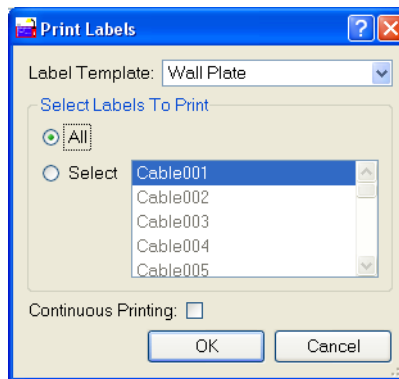 Print Labels
Label Template: Wall Plate
Select Labels To Print
All
Select Cable001
Cable002
Cable003
Cable004
Cable005
Continuous Printing:
OK Cancel